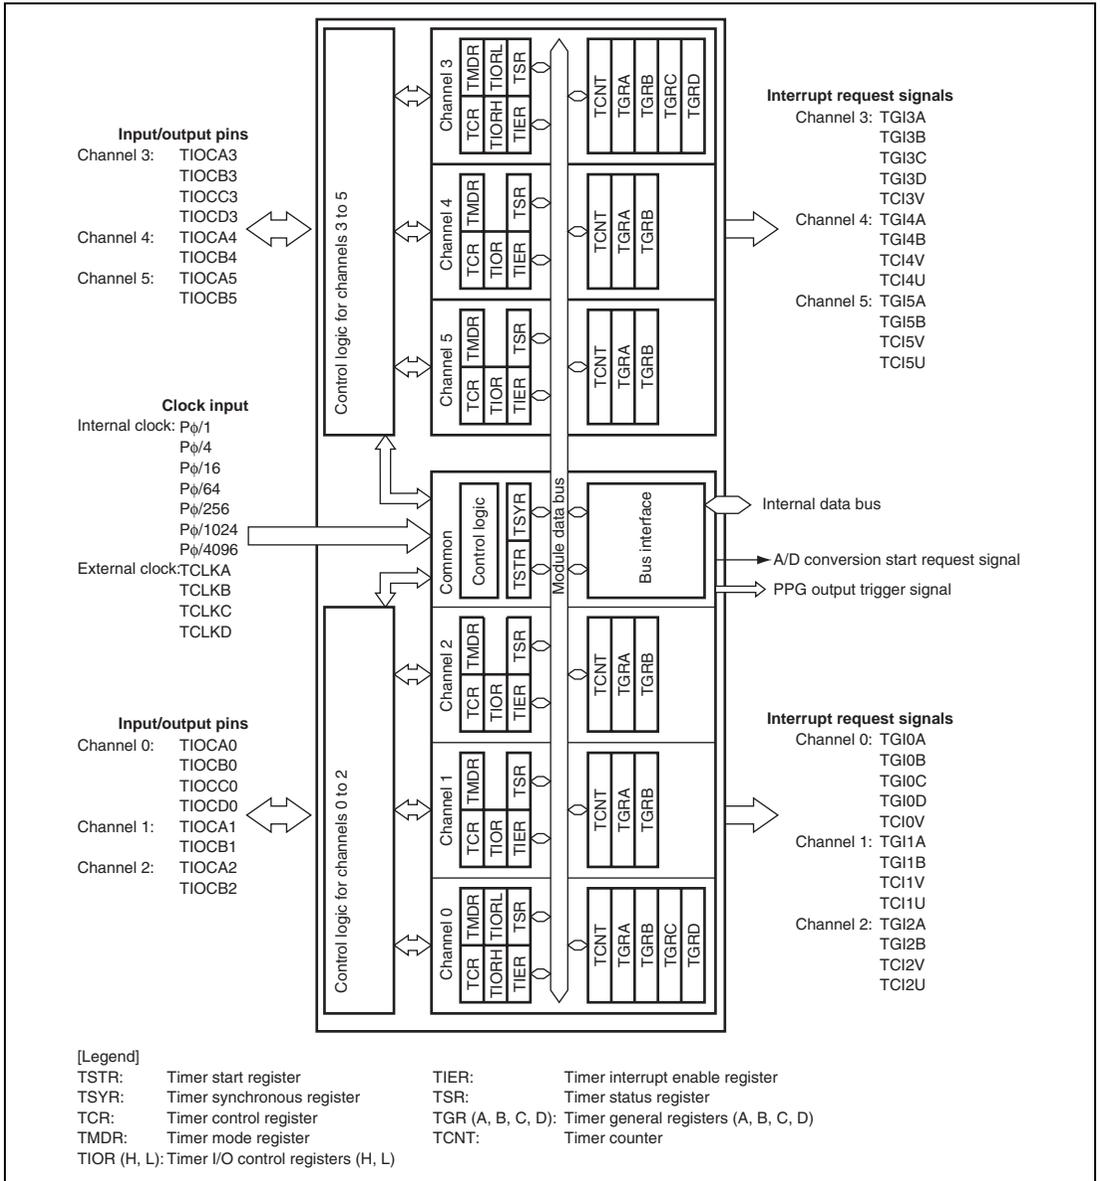 Input/output pins
Channel 3: TIOCA3
TIOCB3
TIOCC3
TIOCD3
Channel 4: TIOCA4
TIOCB4
Channel 5: TIOCA5
TIOCB5
Clock input
Internal clock: Pϕ/1
Pϕ/4
Pϕ/16
Pϕ/64
Pϕ/256
Pϕ/1024
Pϕ/4096
External clock:TCLKA
TCLKB
TCLKC
TCLKD
Input/output pins
Channel 0: TIOCA0
TIOCB0
TIOCC0
TIOCD0
Channel 1: TIOCA1
TIOCB1
Channel 2: TIOCA2
TIOCB2
Control logic for channels 3 to 5
Control logic for channels 0 to 2
Channel 3
TCR TMDR
TIORH TIORL
TIER TSR
TCNT
TGRA
TGRB
TGRC
TGRD
Channel 4
TCR TMDR
TIOR
TIER TSR
TCNT
TGRA
TGRB
Channel 5
TCR TMDR
TIOR
TIER TSR
TCNT
TGRA
TGRB
Common
Control logic
TSTR TSYR
Module data bus
Bus interface
Channel 2
TCR TMDR
TIOR
TIER TSR
TCNT
TGRA
TGRB
Channel 1
TCR TMDR
TIOR
TIER TSR
TCNT
TGRA
TGRB
Channel 0
TCR TMDR
TIORH TIORL
TIER TSR
TCNT
TGRA
TGRB
TGRC
TGRD
Interrupt request signals
Channel 3: TGI3A
TGI3B
TGI3C
TGI3D
TCI3V
Channel 4: TGI4A
TGI4B
TCI4V
TCI4U
Channel 5: TGI5A
TGI5B
TCI5V
TCI5U
Internal data bus
A/D conversion start request signal
PPG output trigger signal
Interrupt request signals
Channel 0: TGI0A
TGI0B
TGI0C
TGI0D
TCI0V
Channel 1: TGI1A
TGI1B
TCI1V
TCI1U
Channel 2: TGI2A
TGI2B
TCI2V
TCI2U
[Legend]
TSTR: Timer start register
TSYR: Timer synchronous register
TCR: Timer control register
TMDR: Timer mode register
TIOR (H, L): Timer I/O control registers (H, L)
TIER: Timer interrupt enable register
TSR: Timer status register
TGR (A, B, C, D): Timer general registers (A, B, C, D)
TCNT: Timer counter